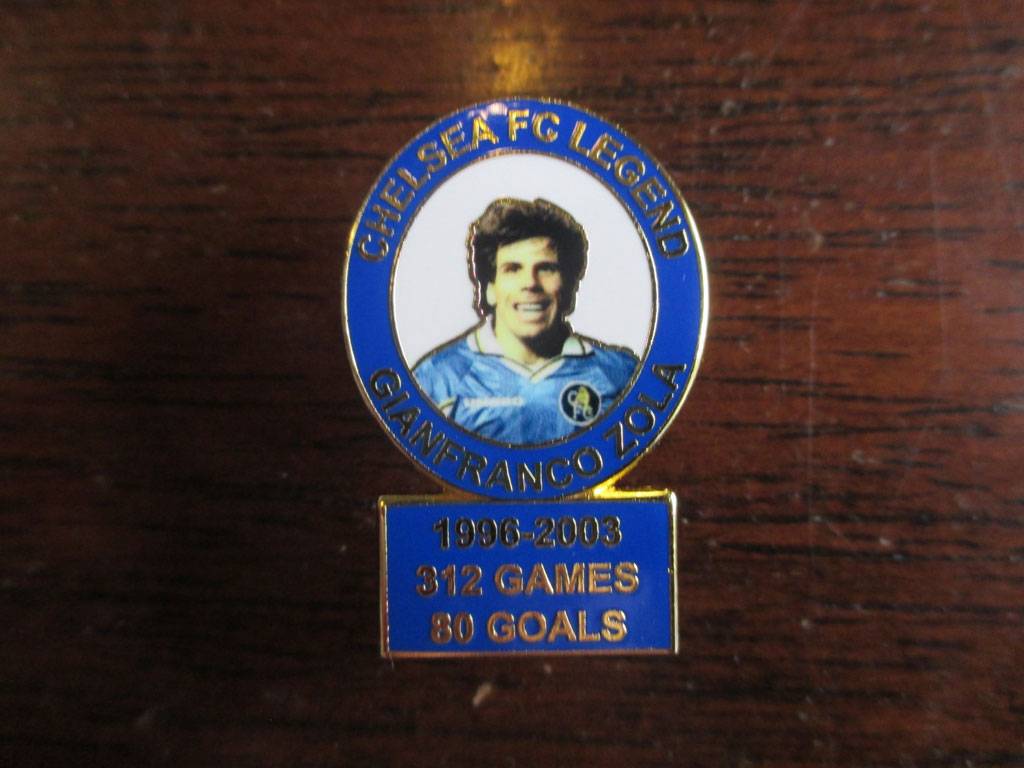 CHELSEA FC LEGEND
GIANFRANCO ZOLA
1996-2003
312 GAMES
80 GOALS